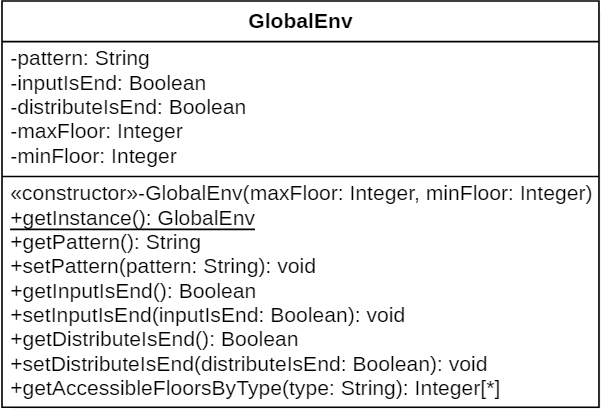 GlobalEnv
-pattern: String
-inputIsEnd: Boolean
-distributeIsEnd: Boolean
-maxFloor: Integer
-minFloor: Integer
«constructor»-GlobalEnv(maxFloor: Integer, minFloor: Integer)
+getInstance(): GlobalEnv
+getPattern(): String
+setPattern(pattern: String): void
+getInputIsEnd(): Boolean
+setInputIsEnd(inputIsEnd: Boolean): void
+getDistributeIsEnd(): Boolean
+setDistributeIsEnd(distributeIsEnd: Boolean): void
+getAccessibleFloorsByType(type: String): Integer[*]